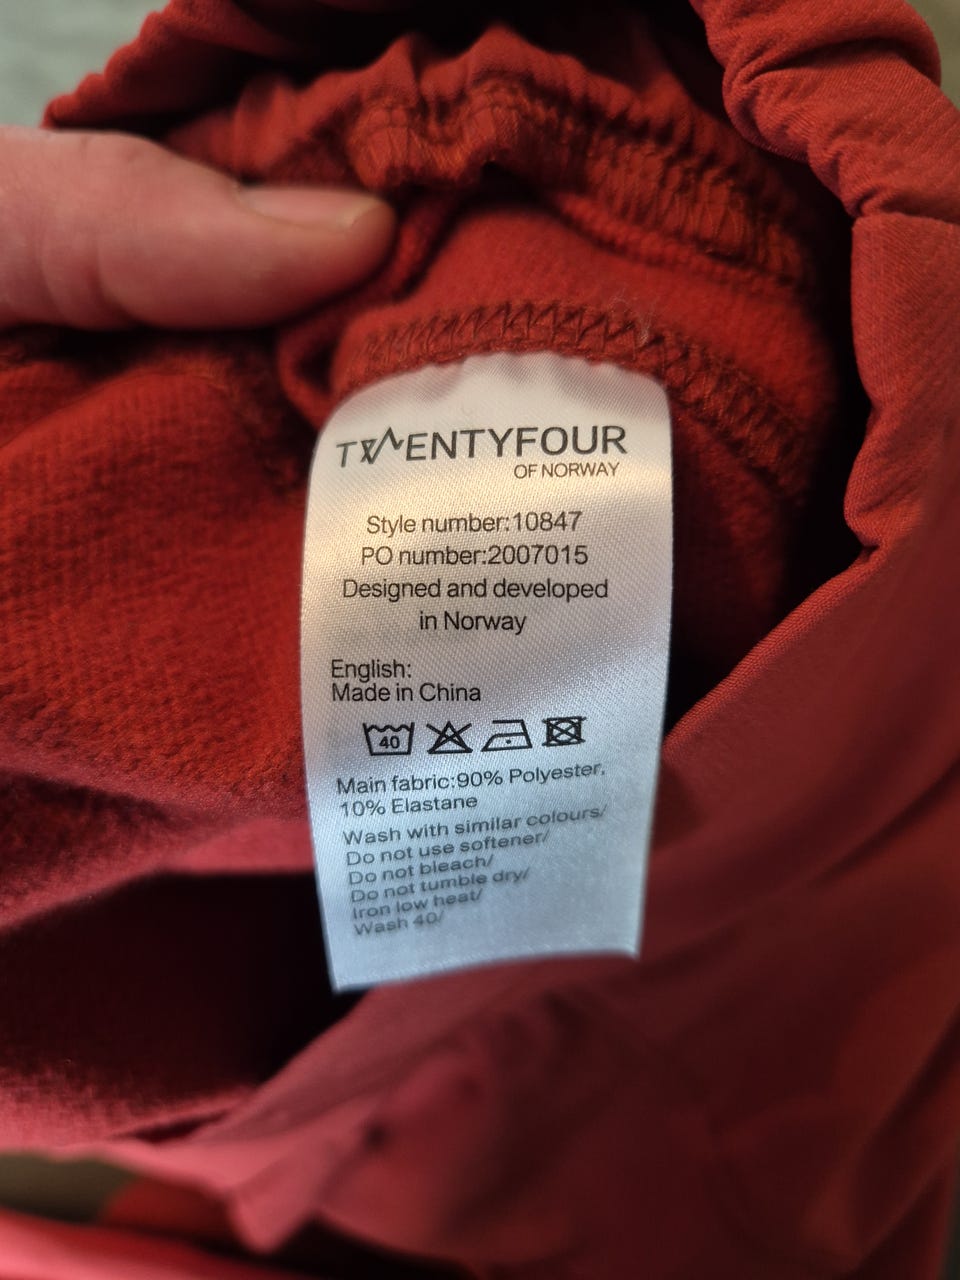 TWENTYFOUR
OF NORWAY
Style number:10847
PO number:2007015
Designed and developed
in Norway
English:
Made in China
40
Main fabric:90% Polyester,
10% Elastane
Wash with similar colours/
Do not use softener/
Do not bleach/
Do not tumble dry/
Iron low heat/
Wash 40/